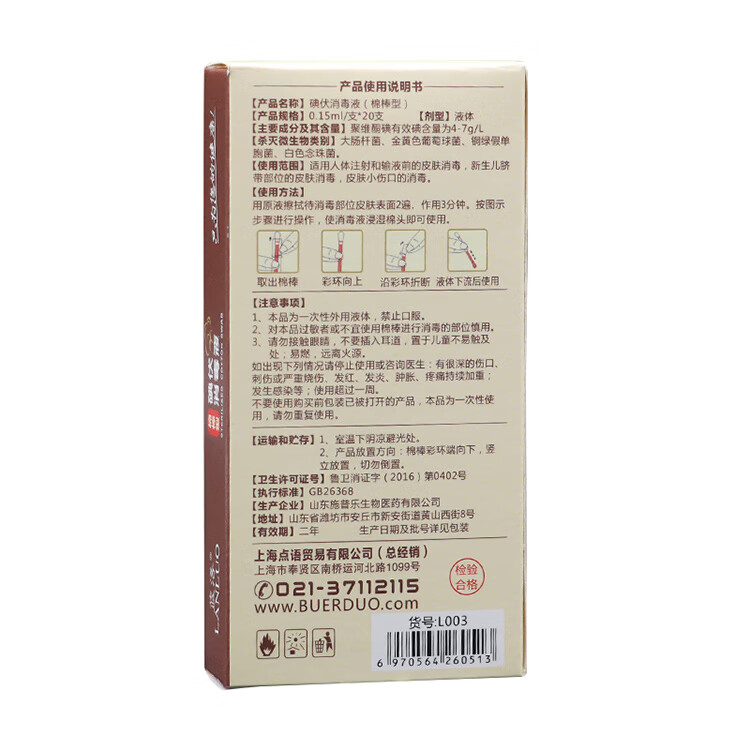 产品使用说明书
【产品名称】碘伏消毒液（棉棒型）
【产品规格】0.15ml/支*20支 【剂型】液体
【主要成分及其含量】聚维酮碘有效碘含量为4-7g/L
【杀灭微生物类别】大肠杆菌、金黄色葡萄球菌、铜绿假单
胞菌、白色念珠菌。
【使用范围】适用人体注射和输液前的皮肤消毒，新生儿脐
带部位的皮肤消毒，皮肤小伤口的消毒。
【使用方法】
用原液擦拭待消毒部位皮肤表面2遍，作用3分钟。按图示
步骤进行操作，使消毒液浸湿棉头即可使用。
取出棉棒 彩环向上 沿彩环折断 液体下流后使用
【注意事项】
1、本品为一次性外用液体，禁止口服。
2、对本品过敏者或不宜使用棉棒进行消毒的部位慎用。
3、请勿接触眼睛，不要插入耳道，置于儿童不易触及
处；易燃，远离火源。
如出现下列情况请停止使用或咨询医生：有很深的伤口、
刺伤或严重烧伤、发红、发炎、肿胀、疼痛持续加重；
发生感染等；使用超过一周。
不要使用购买前包装已被打开的产品，本品为一次性使
用，请勿重复使用。
【运输和贮存】1、室温下阴凉避光处。
2、产品放置方向：棉棒彩环端向下，竖
立放置，切勿倒置。
【卫生许可证号】鲁卫消证字（2016）第0402号
【执行标准】GB26368
【生产企业】山东施普乐生物医药有限公司
【地址】山东省潍坊市安丘市新安街道黄山西街8号
【有效期】二年 生产日期及批号详见包装
上海点语贸易有限公司（总经销）
上海市奉贤区南桥运河北路1099号
021-37112115
WWW.BUERDUO.COM
检验
合格
货号:L003
6 970564 260513